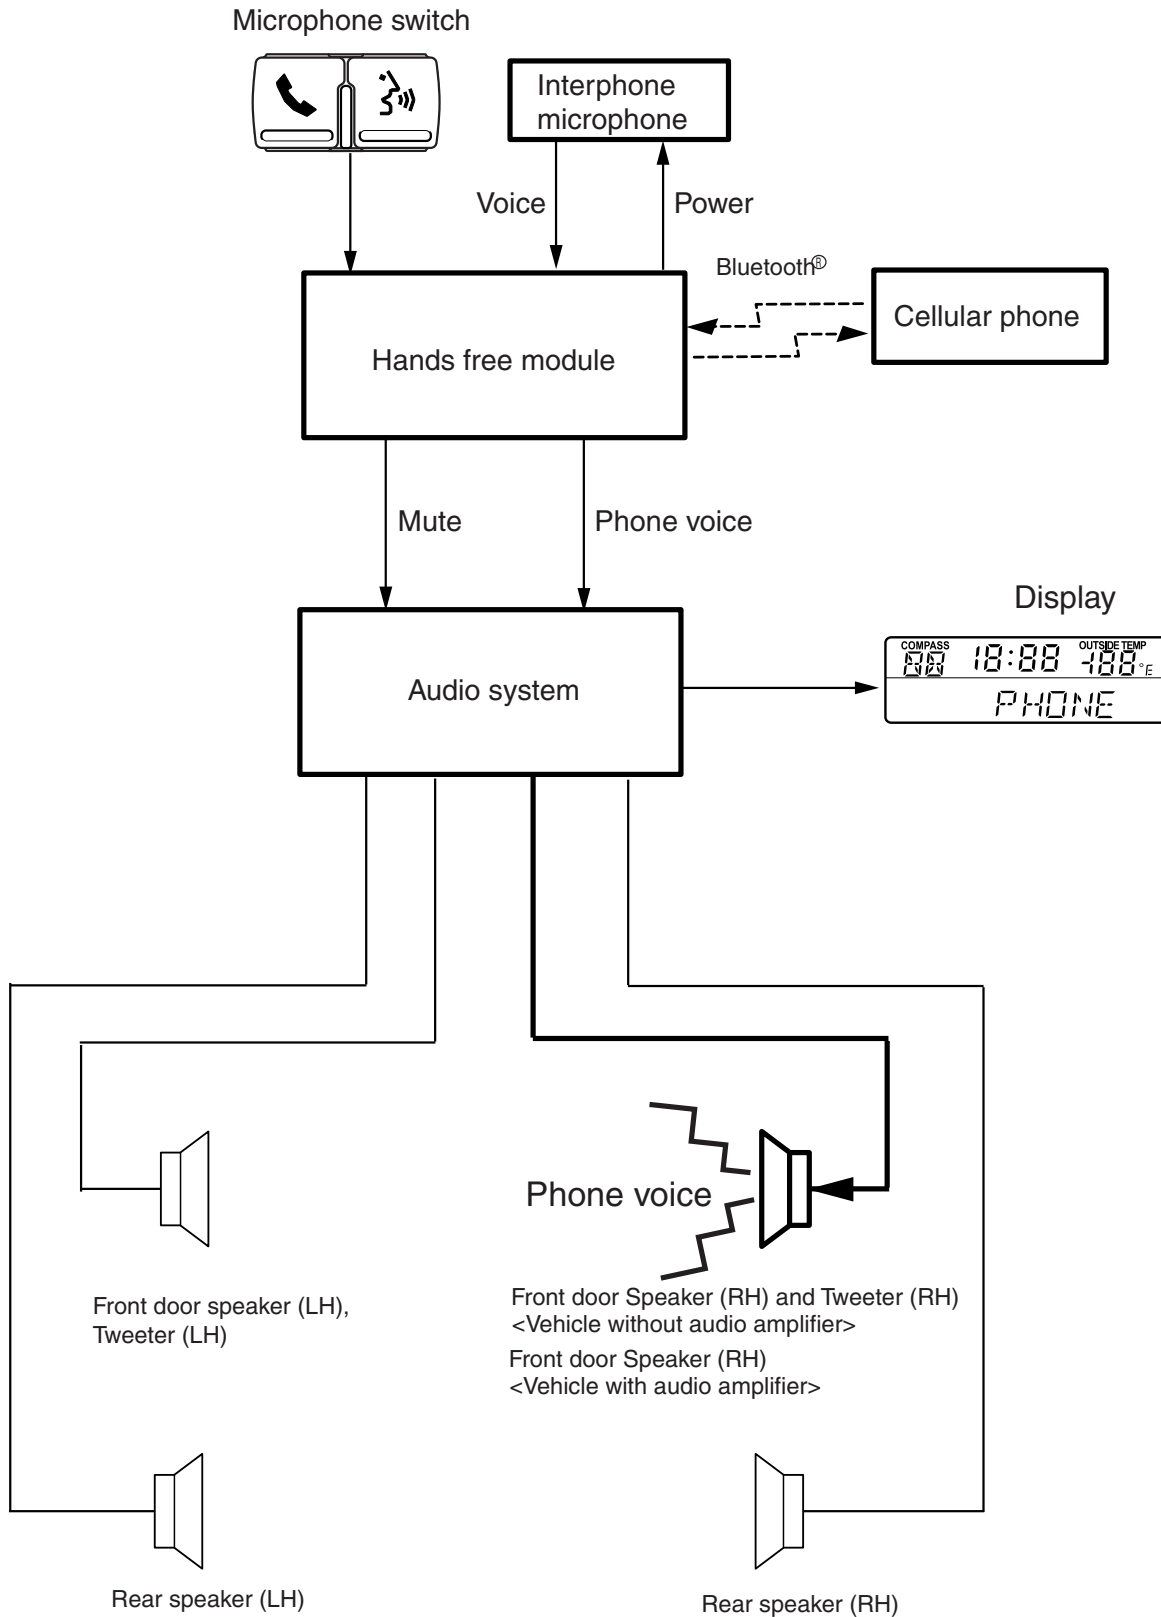 Microphone switch
Interphone
microphone
Voice
Power
Bluetooth®
Cellular phone
Hands free module
Mute
Phone voice
Display
COMPASS
18:88
OUTSIDE TEMP
-188°F
Audio system
PHONE
Phone voice
Front door speaker (LH),
Tweeter (LH)
Front door Speaker (RH) and Tweeter (RH)
<Vehicle without audio amplifier>
Front door Speaker (RH)
<Vehicle with audio amplifier>
Rear speaker (LH)
Rear speaker (RH)